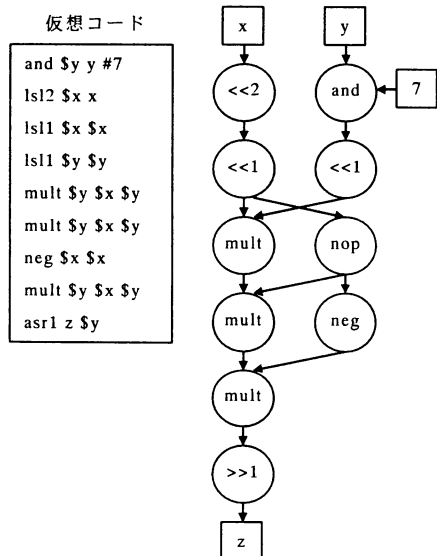 仮想コード
and $y y #7
lsl2 $x x
lsl1 $x $x
lsl1 $y $y
mult $y $x $y
mult $y $x $y
neg $x $x
mult $y $x $y
asr1 z $y
x
y
<<2
and
7
<<1
<<1
mult
nop
mult
neg
mult
>>1
z